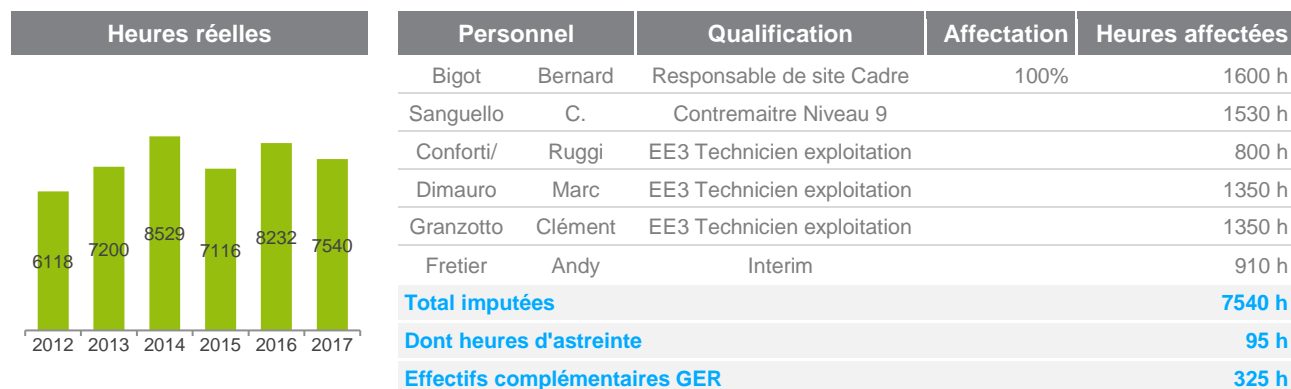 Heures réelles
6118 7200 8529 7116 8232 7540
2012 2013 2014 2015 2016 2017
Personnel Qualification Affectation Heures affectées
Bigot Bernard Responsable de site Cadre 100% 1600 h
Sanguello C. Contremaitre Niveau 9 1530 h
Conforti/ Ruggi EE3 Technicien exploitation 800 h
Dimauro Marc EE3 Technicien exploitation 1350 h
Granzotto Clément EE3 Technicien exploitation 1350 h
Fretier Andy Interim 910 h
Total imputées 7540 h
Dont heures d'astreinte 95 h
Effectifs complémentaires GER 325 h